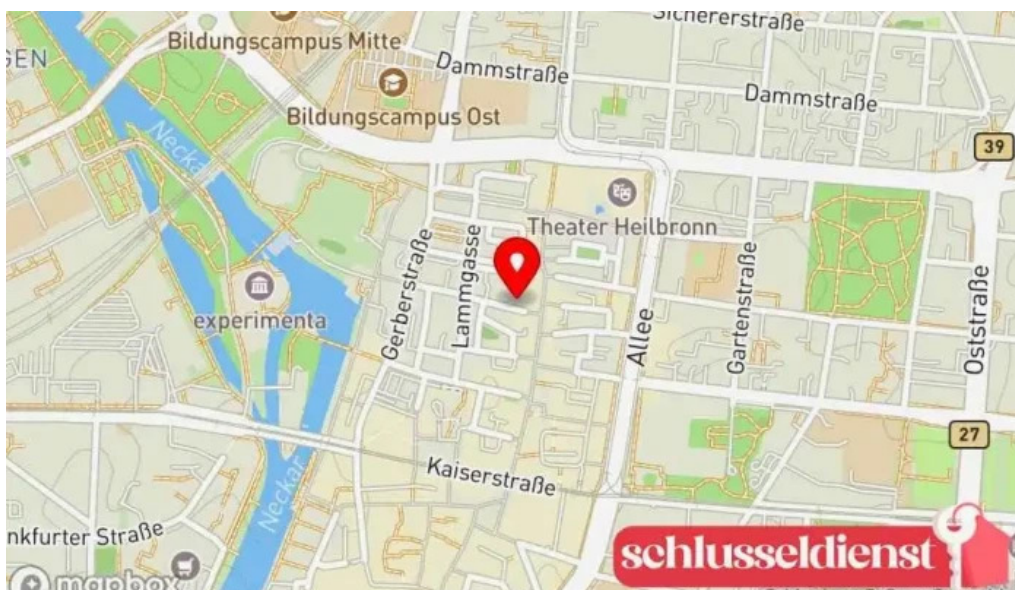 Sichererstraße
Bildungscampus Mitte
GEN
Dammstraße
Dammstraße
Bildungscampus Ost
Neckar
39
Theater Heilbronn
Gerberstraße
Lammgasse
Gartenstraße
Oststraße
experimenta
Allee
27
Kaiserstraße
Neckar
nkfurter Straße
schlusseldienst
mapbox